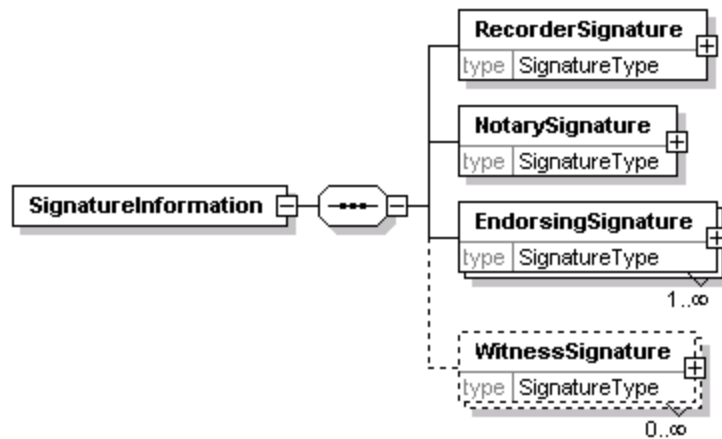 RecorderSignature
type SignatureType
NotarySignature
type SignatureType
SignatureInformation
EndorsingSignature
type SignatureType
1..∞
WitnessSignature
type SignatureType
0..∞